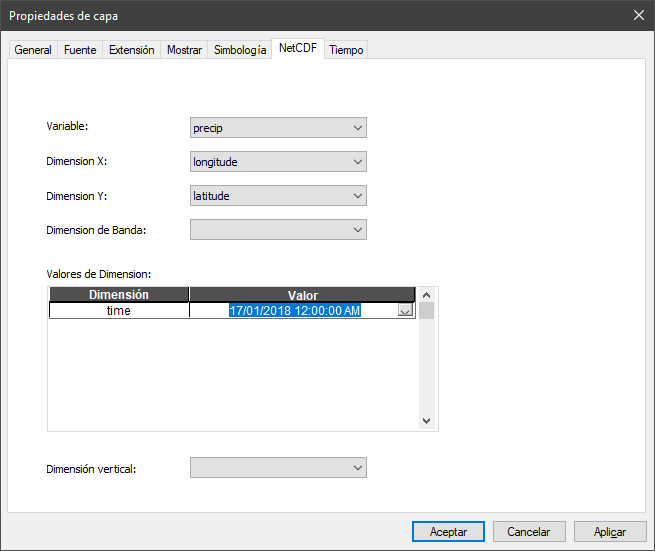 Propiedades de capa
General Fuente Extensión Mostrar Simbología NetCDF Tiempo
Variable: precip
Dimension X: longitude
Dimension Y: latitude
Dimension de Banda:
Valores de Dimension:
Dimensión Valor
time 17/01/2018 12:00:00 AM
Dimensión vertical:
Aceptar Cancelar Aplicar